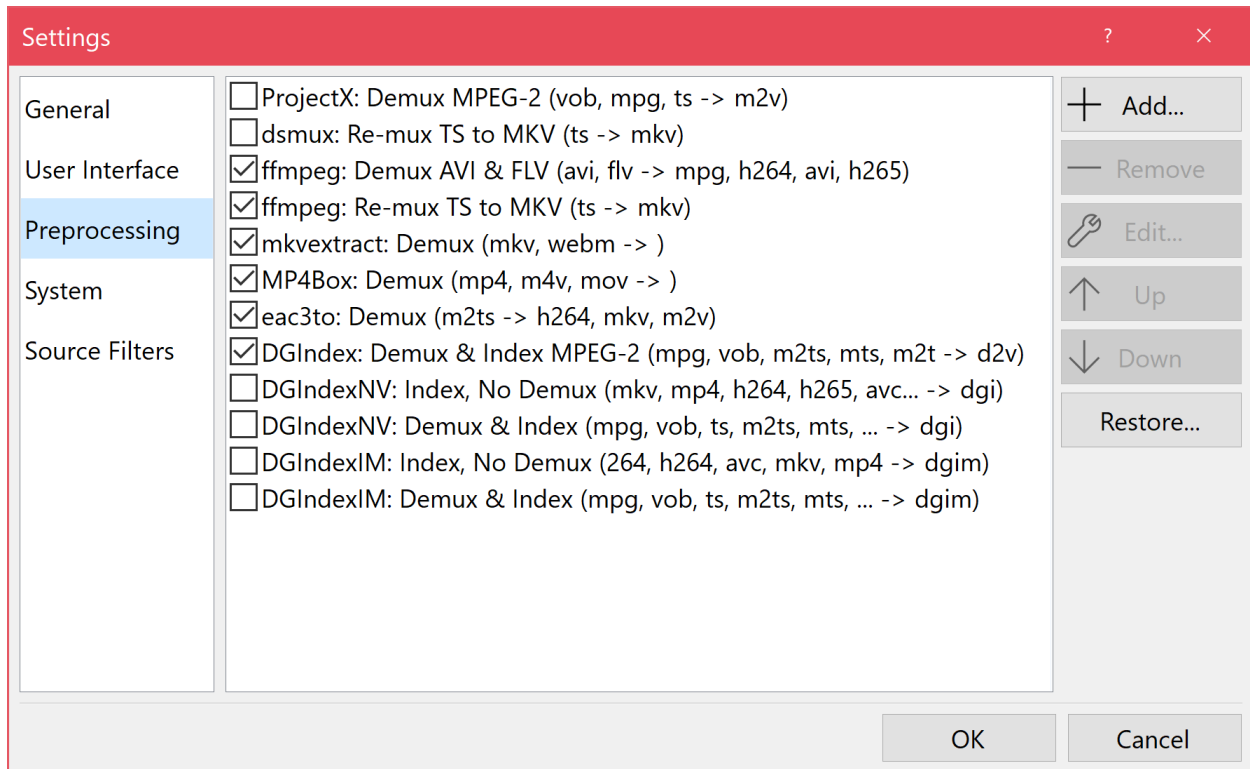 Settings
General
User Interface
Preprocessing
System
Source Filters
ProjectX: Demux MPEG-2 (vob, mpg, ts -> m2v)
dsmux: Re-mux TS to MKV (ts -> mkv)
ffmpeg: Demux AVI & FLV (avi, flv -> mpg, h264, avi, h265)
ffmpeg: Re-mux TS to MKV (ts -> mkv)
mkvextract: Demux (mkv, webm -> )
MP4Box: Demux (mp4, m4v, mov -> )
eac3to: Demux (m2ts -> h264, mkv, m2v)
DGIndex: Demux & Index MPEG-2 (mpg, vob, m2ts, mts, m2t -> d2v)
DGIndexNV: Index, No Demux (mkv, mp4, h264, h265, avc... -> dgi)
DGIndexNV: Demux & Index (mpg, vob, ts, m2ts, mts, ... -> dgi)
DGIndexIM: Index, No Demux (264, h264, avc, mkv, mp4 -> dgim)
DGIndexIM: Demux & Index (mpg, vob, ts, m2ts, mts, ... -> dgim)
Add...
Remove
Edit...
Up
Down
Restore...
OK
Cancel